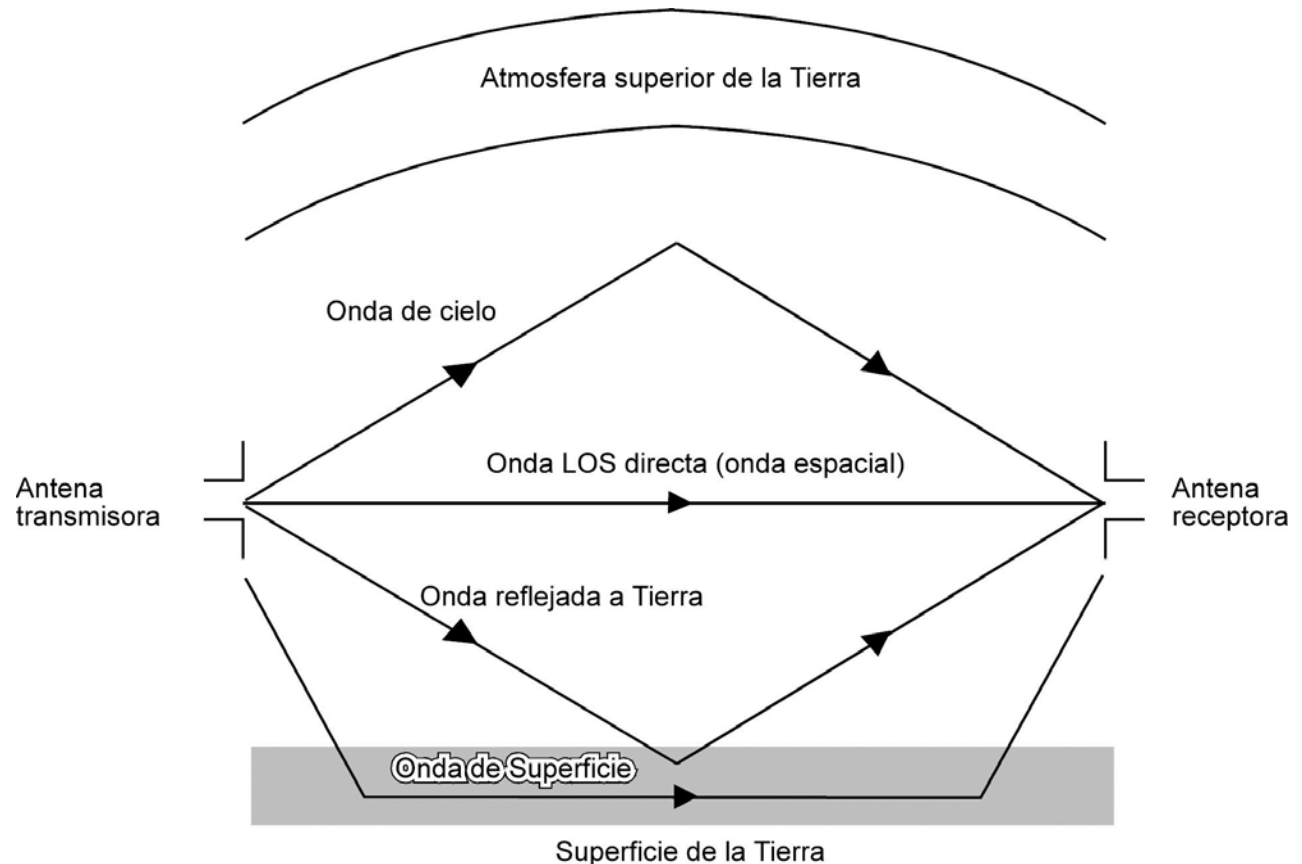 Atmosfera superior de la Tierra
Onda de cielo
Onda LOS directa (onda espacial)
Antena
transmisora
Antena
receptora
Onda reflejada a Tierra
Onda de Superficie
Superficie de la Tierra